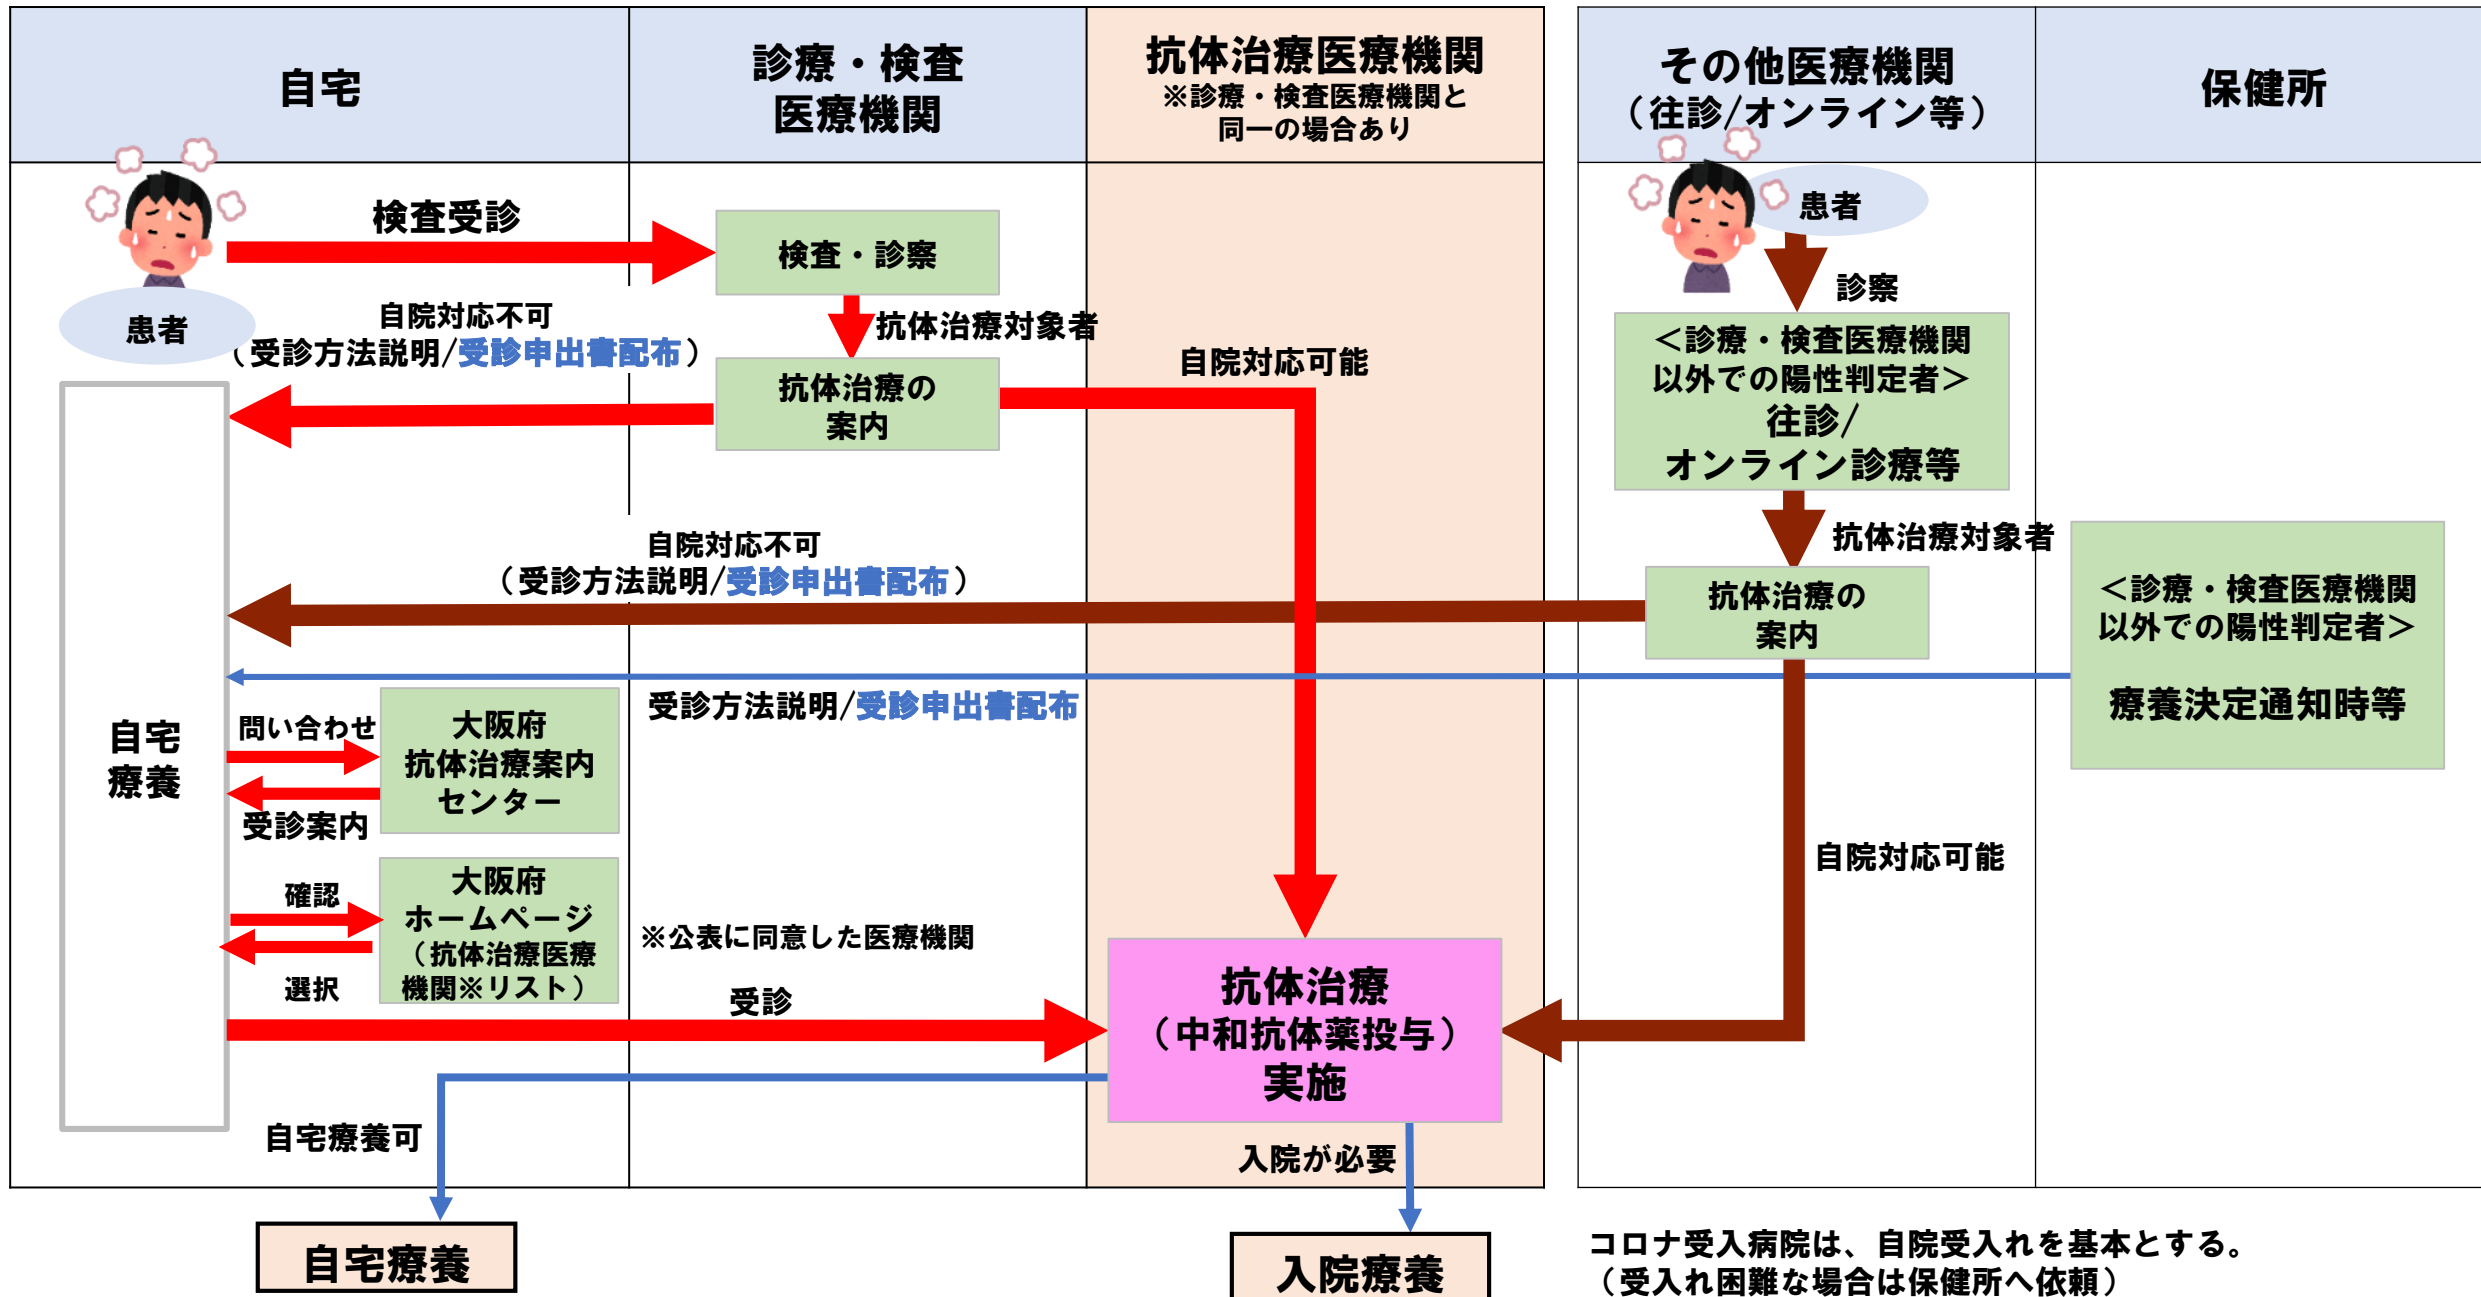 自宅
診療・検査
医療機関
抗体治療医療機関
※診療・検査医療機関と
同一の場合あり
その他医療機関
（往診/オンライン等）
保健所
検査受診
検査・診察
患者
自院対応不可
（受診方法説明/受診申出書配布）
抗体治療対象者
抗体治療の
案内
自院対応可能
患者
診察
＜診療・検査医療機関
以外での陽性判定者＞
往診/
オンライン診療等
抗体治療対象者
自院対応不可
（受診方法説明/受診申出書配布）
抗体治療の
案内
＜診療・検査医療機関
以外での陽性判定者＞
療養決定通知時等
受診方法説明/受診申出書配布
自宅
療養
問い合わせ
大阪府
抗体治療案内
センター
受診案内
確認
大阪府
ホームページ
（抗体治療医療
機関※リスト）
選択
※公表に同意した医療機関
受診
自院対応可能
抗体治療
（中和抗体薬投与）
実施
自宅療養可
入院が必要
自宅療養
入院療養
コロナ受入病院は、自院受入れを基本とする。
（受入れ困難な場合は保健所へ依頼）